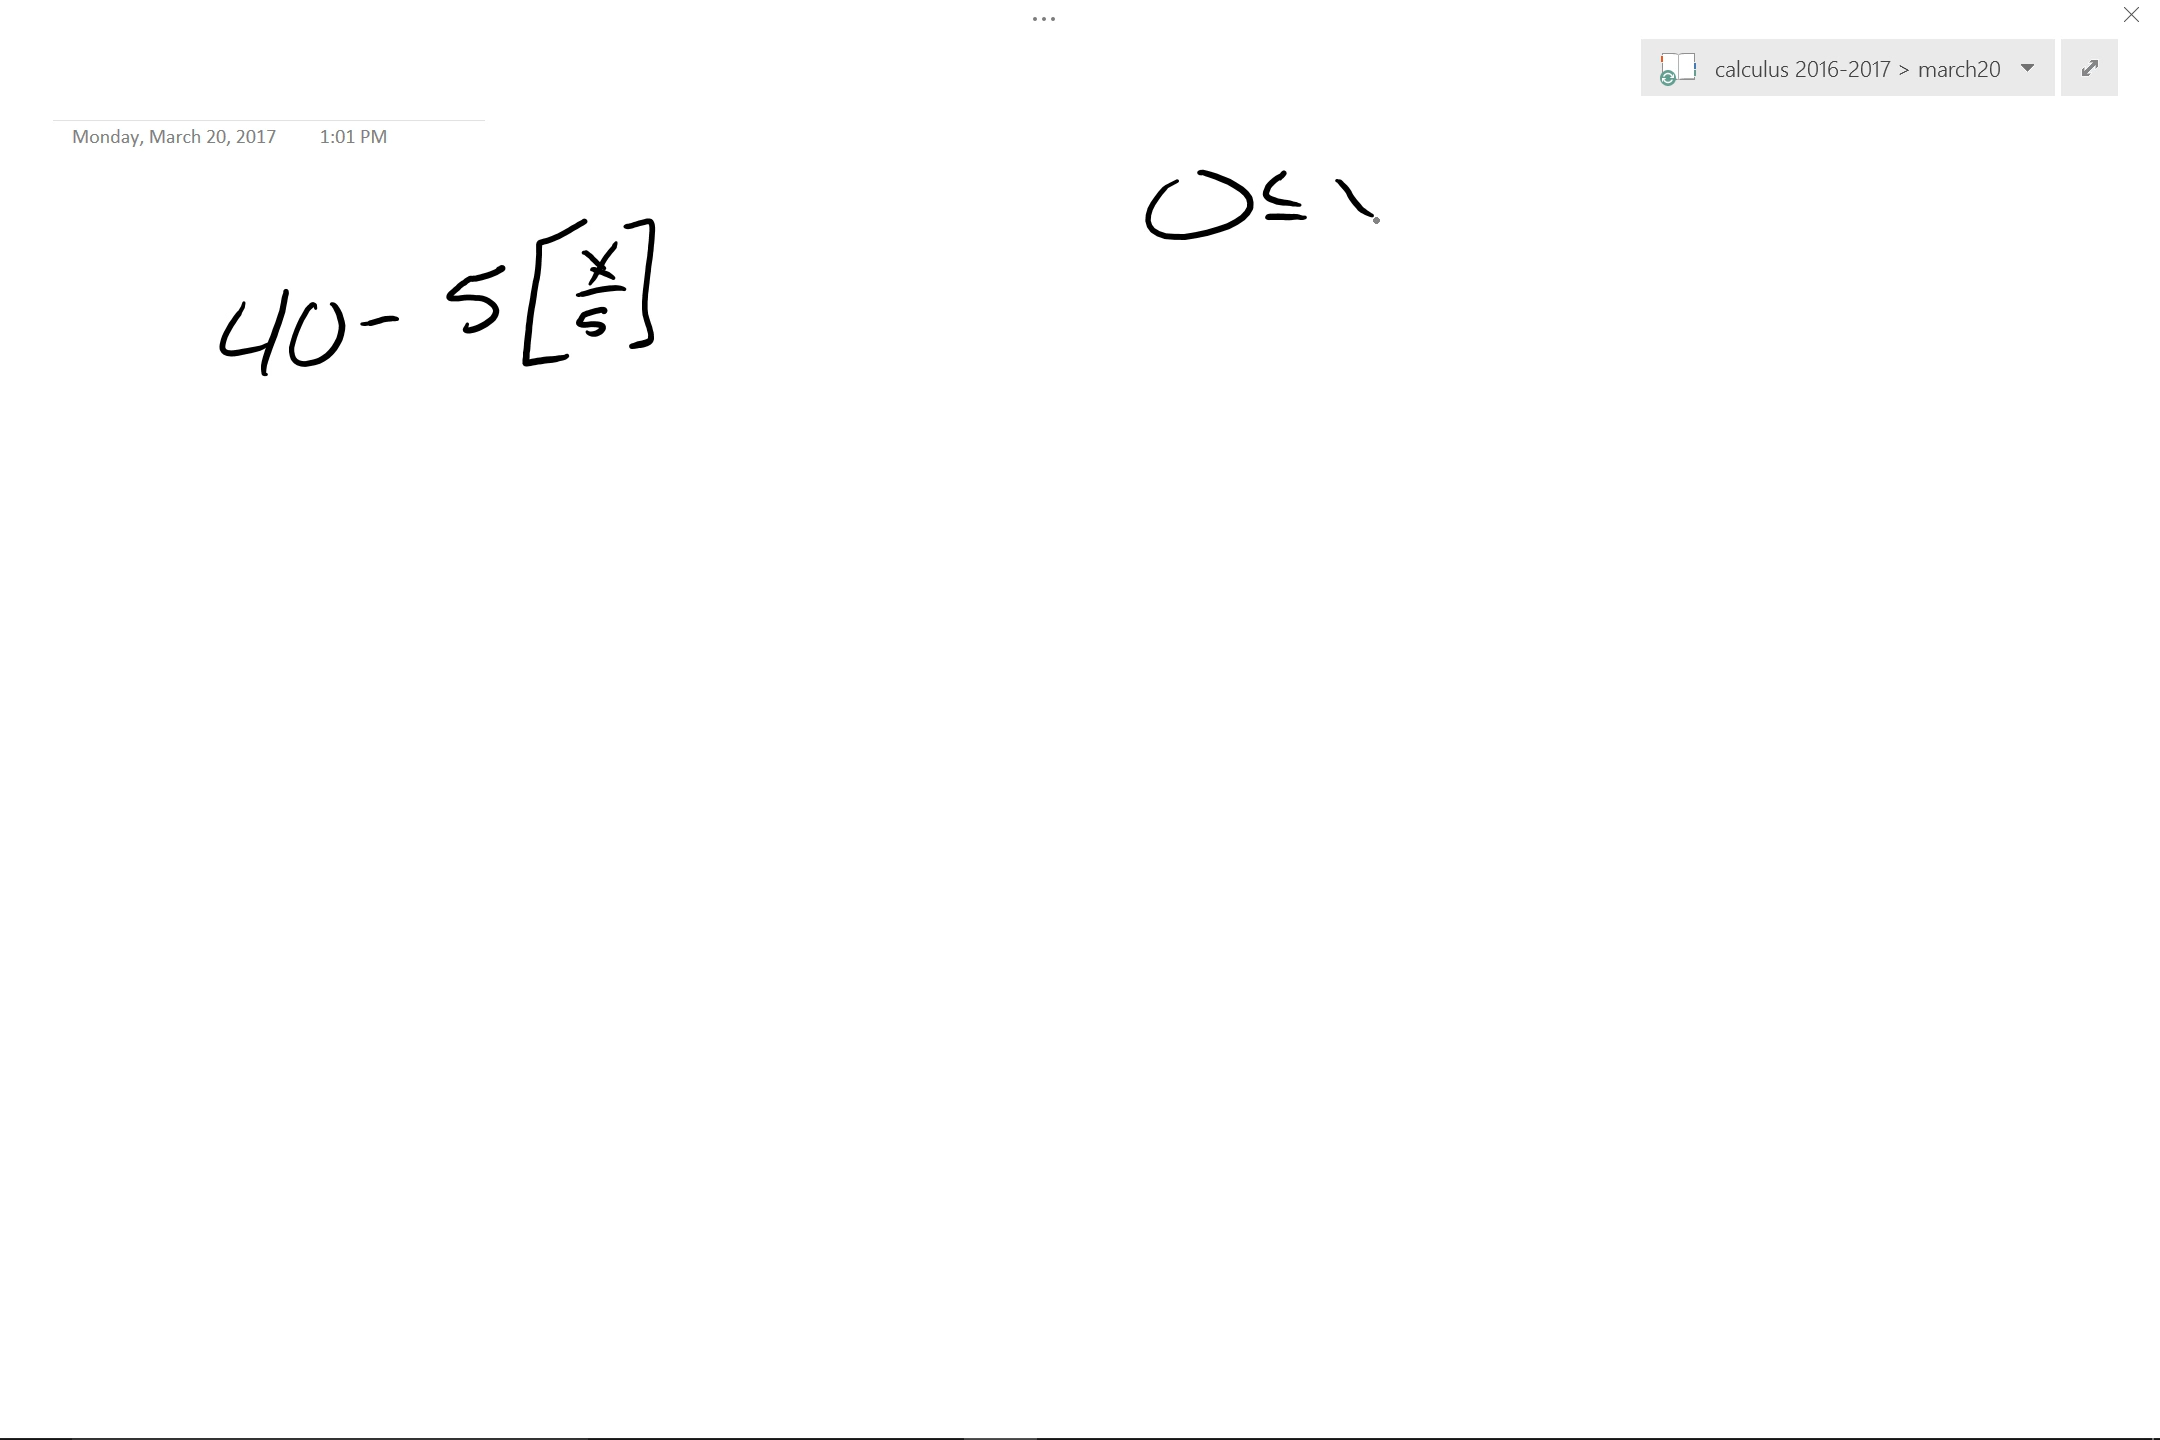 calculus 2016-2017 > march20
Monday, March 20, 2017 1:01 PM
0 ≤
40 - 5[x/5]